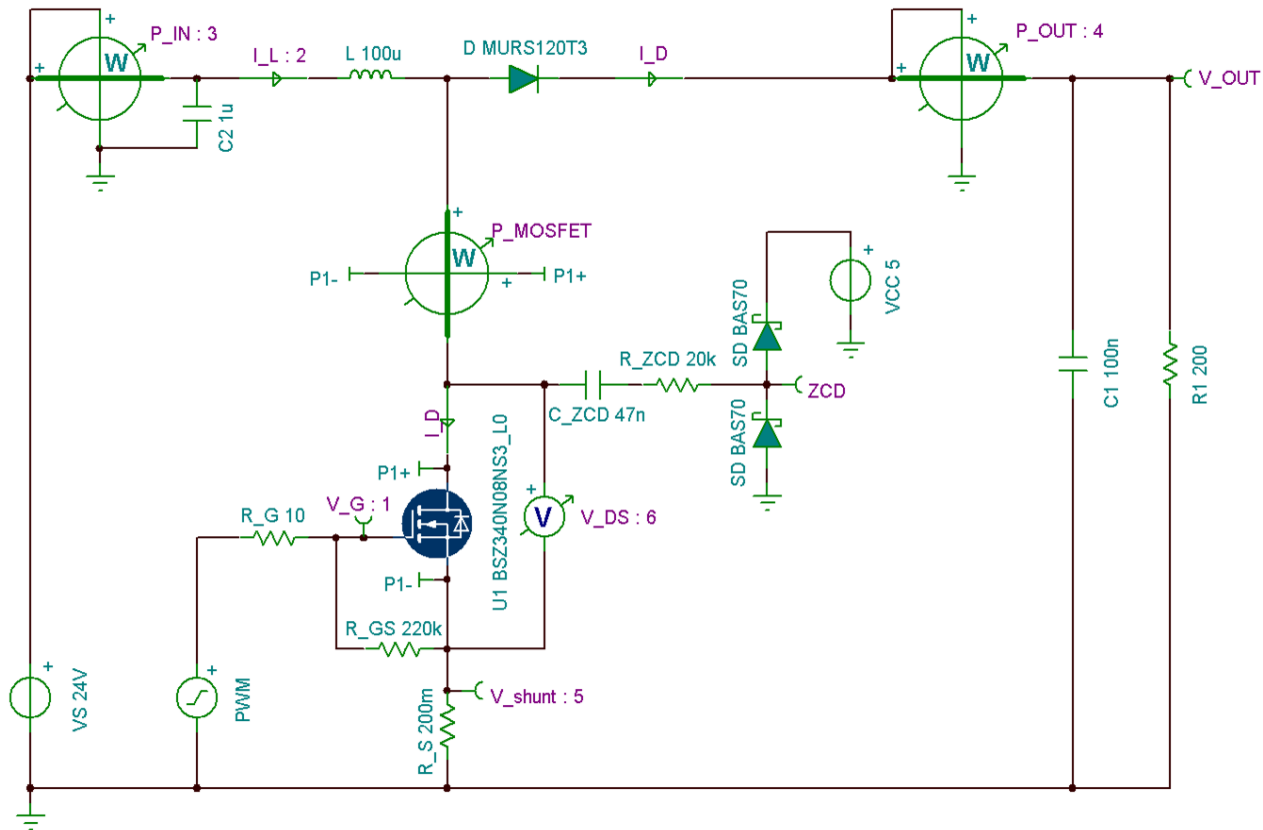 P_IN : 3
W
I_L : 2
L 100u
D MURS120T3
I_D
P_OUT : 4
W
V_OUT
C2 1u
P_MOSFET
W
P1-
P1+
SD BAS70
VCC 5
R_ZCD 20k
ZCD
C_ZCD 47n
C1 100n
R1 200
I_D
SD BAS70
P1+
V_G : 1
R_G 10
V
V_DS : 6
U1 BSZ340N08NS3_L0
P1-
R_GS 220k
VS 24V
PWM
V_shunt : 5
R_S 200m